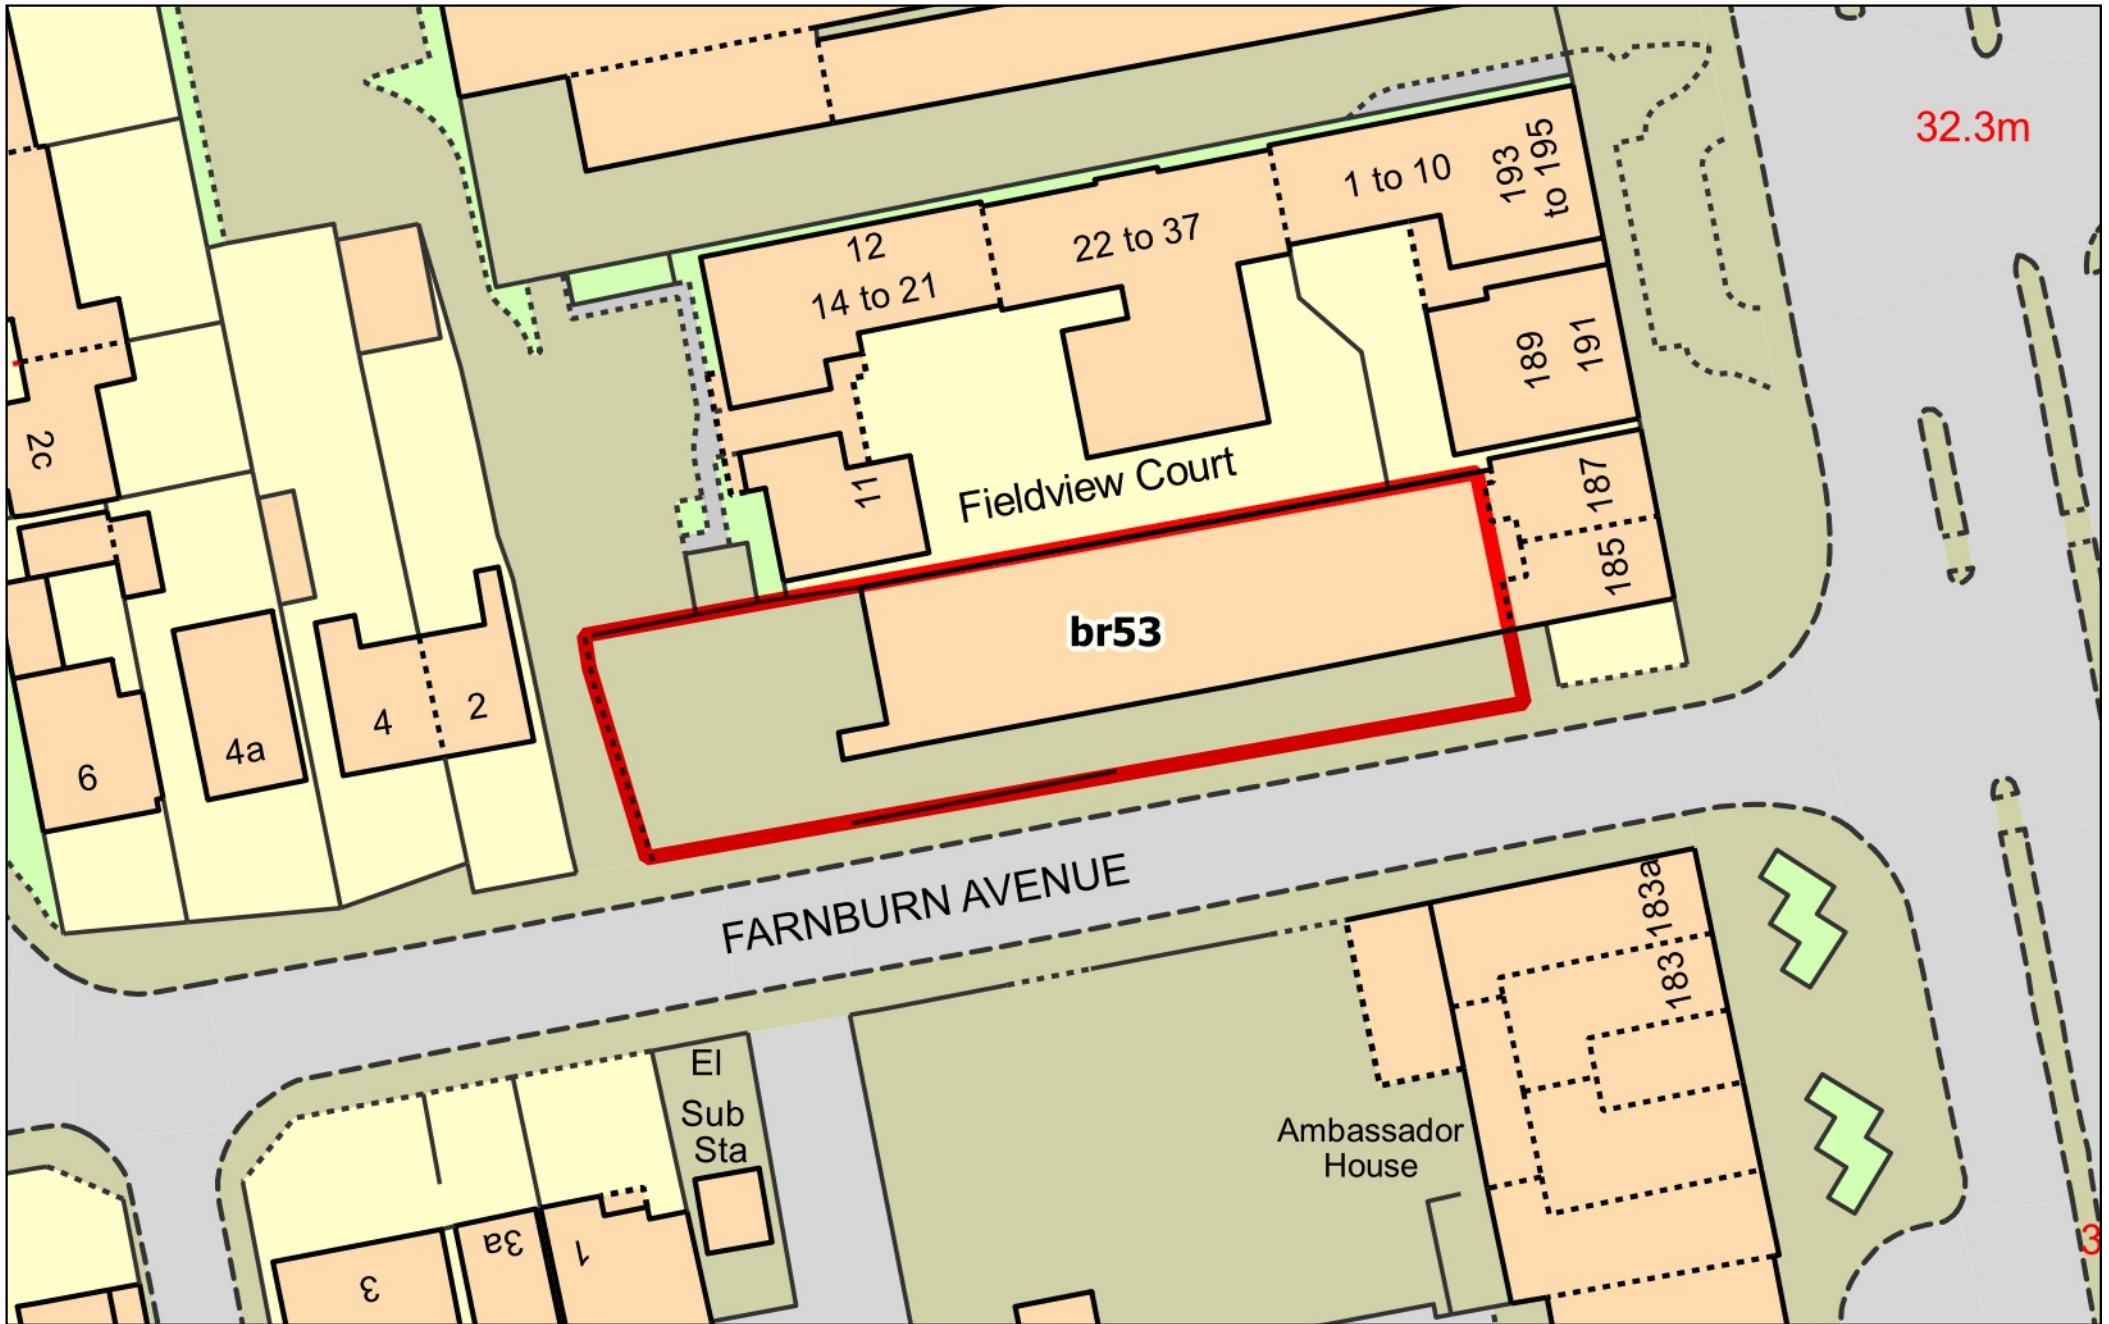 32.3m
193
to 195
1 to 10
22 to 37
12
14 to 21
189
191
2c
11
Fieldview Court
187
185
br53
2
4
4a
6
FARNBURN AVENUE
183a
183
El
Sub
Sta
Ambassador
House
3a
1
3
3